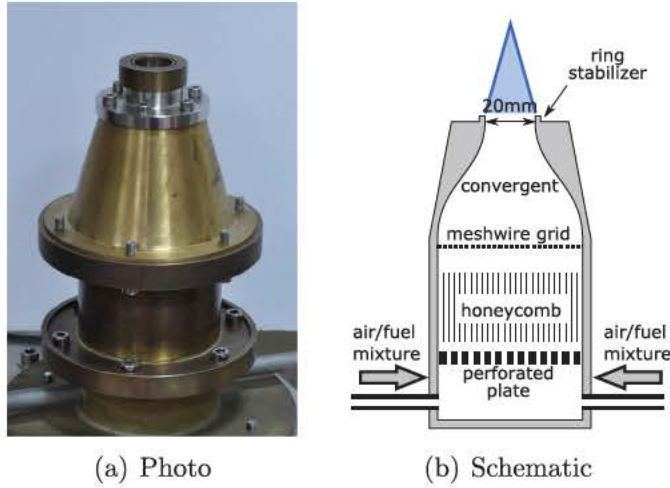 ring
stabilizer
20mm
convergent
meshwire grid
honeycomb
air/fuel
mixture
air/fuel
mixture
perforated
plate
(a) Photo
(b) Schematic